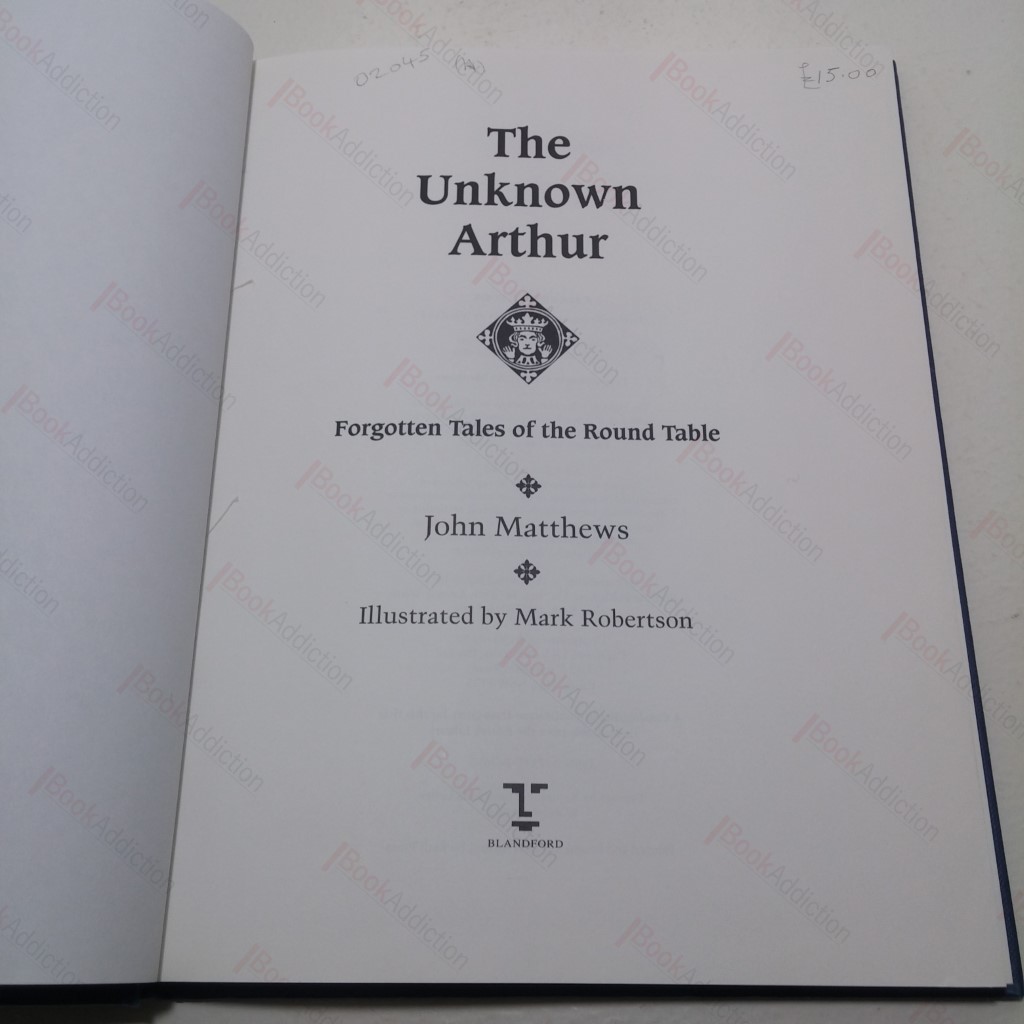 02045
£15.00
The
Unknown
Arthur
Forgotten Tales of the Round Table
John Matthews
Illustrated by Mark Robertson
BLANDFORD
BookAddiction